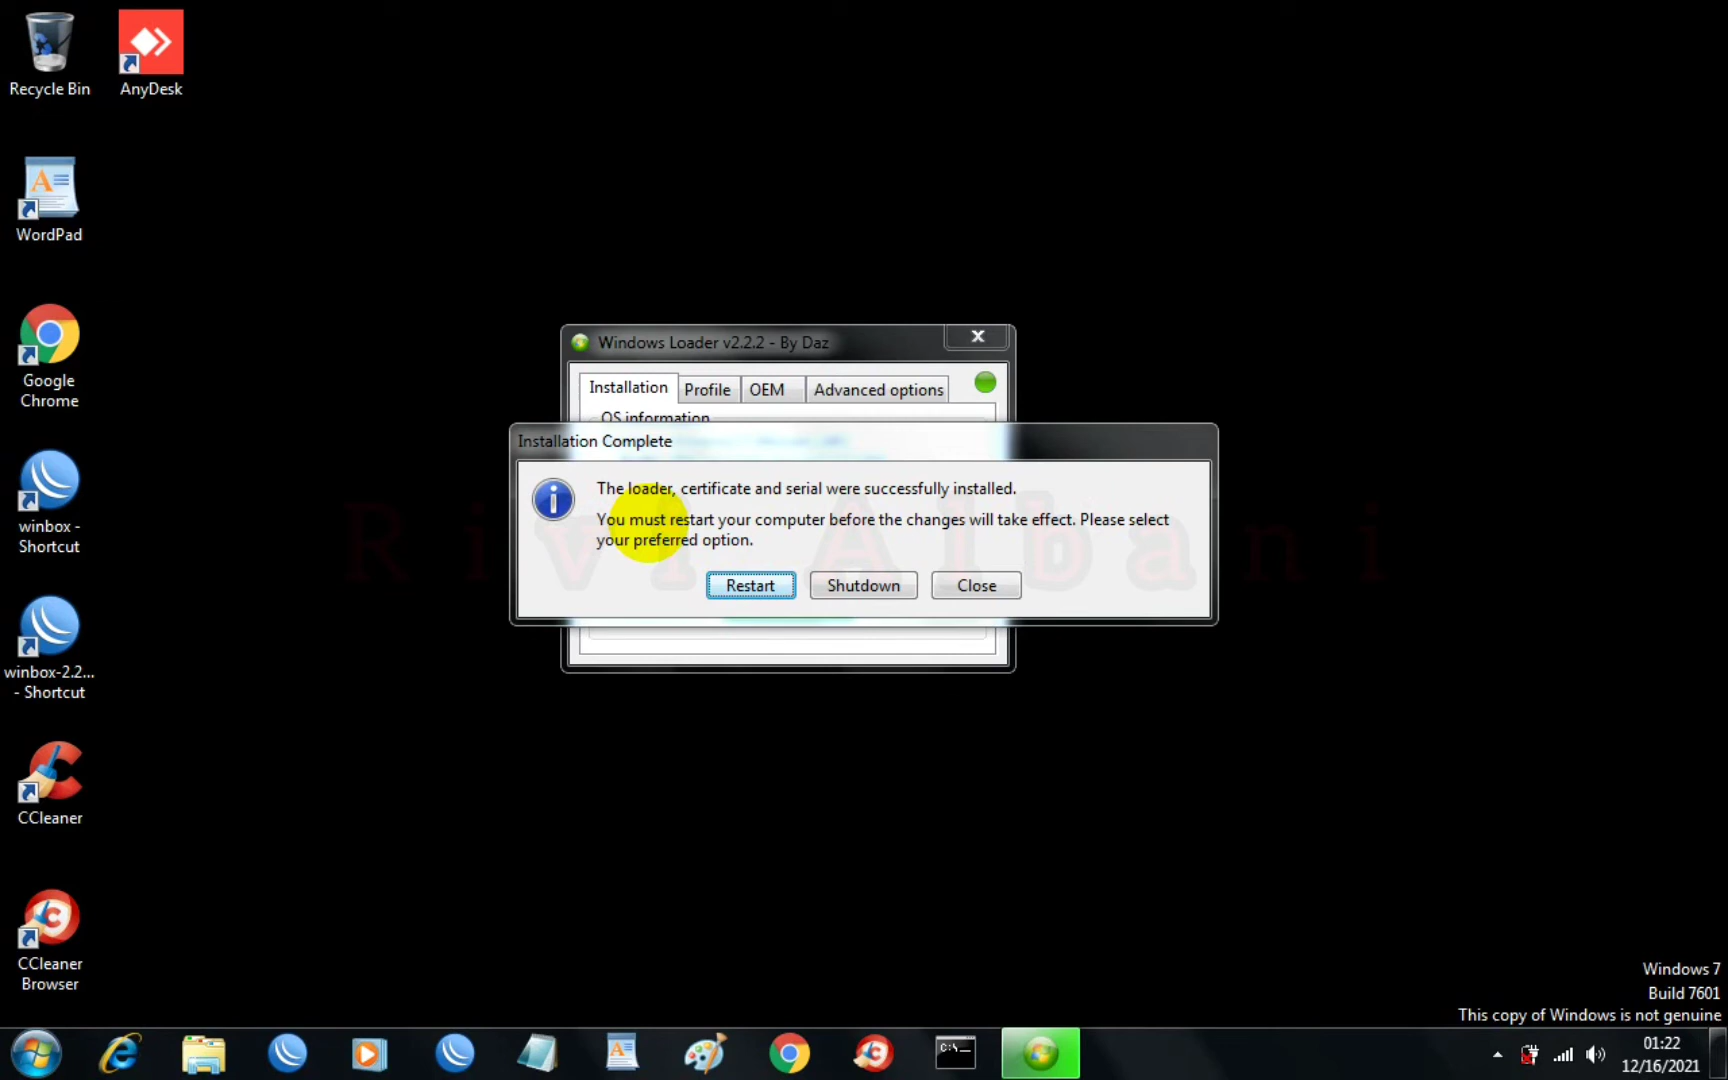 Recycle Bin
AnyDesk
WordPad
Google
Chrome
winbox -
Shortcut
winbox-2.2...
- Shortcut
CCleaner
CCleaner
Browser
Windows Loader v2.2.2 - By Daz
Installation
Profile
OEM
Advanced options
OS information
Installation Complete
The loader, certificate and serial were successfully installed.
You must restart your computer before the changes will take effect. Please select
your preferred option.
Restart
Shutdown
Close
Rivi Albani
Windows 7
Build 7601
This copy of Windows is not genuine
C:\_
01:22
12/16/2021